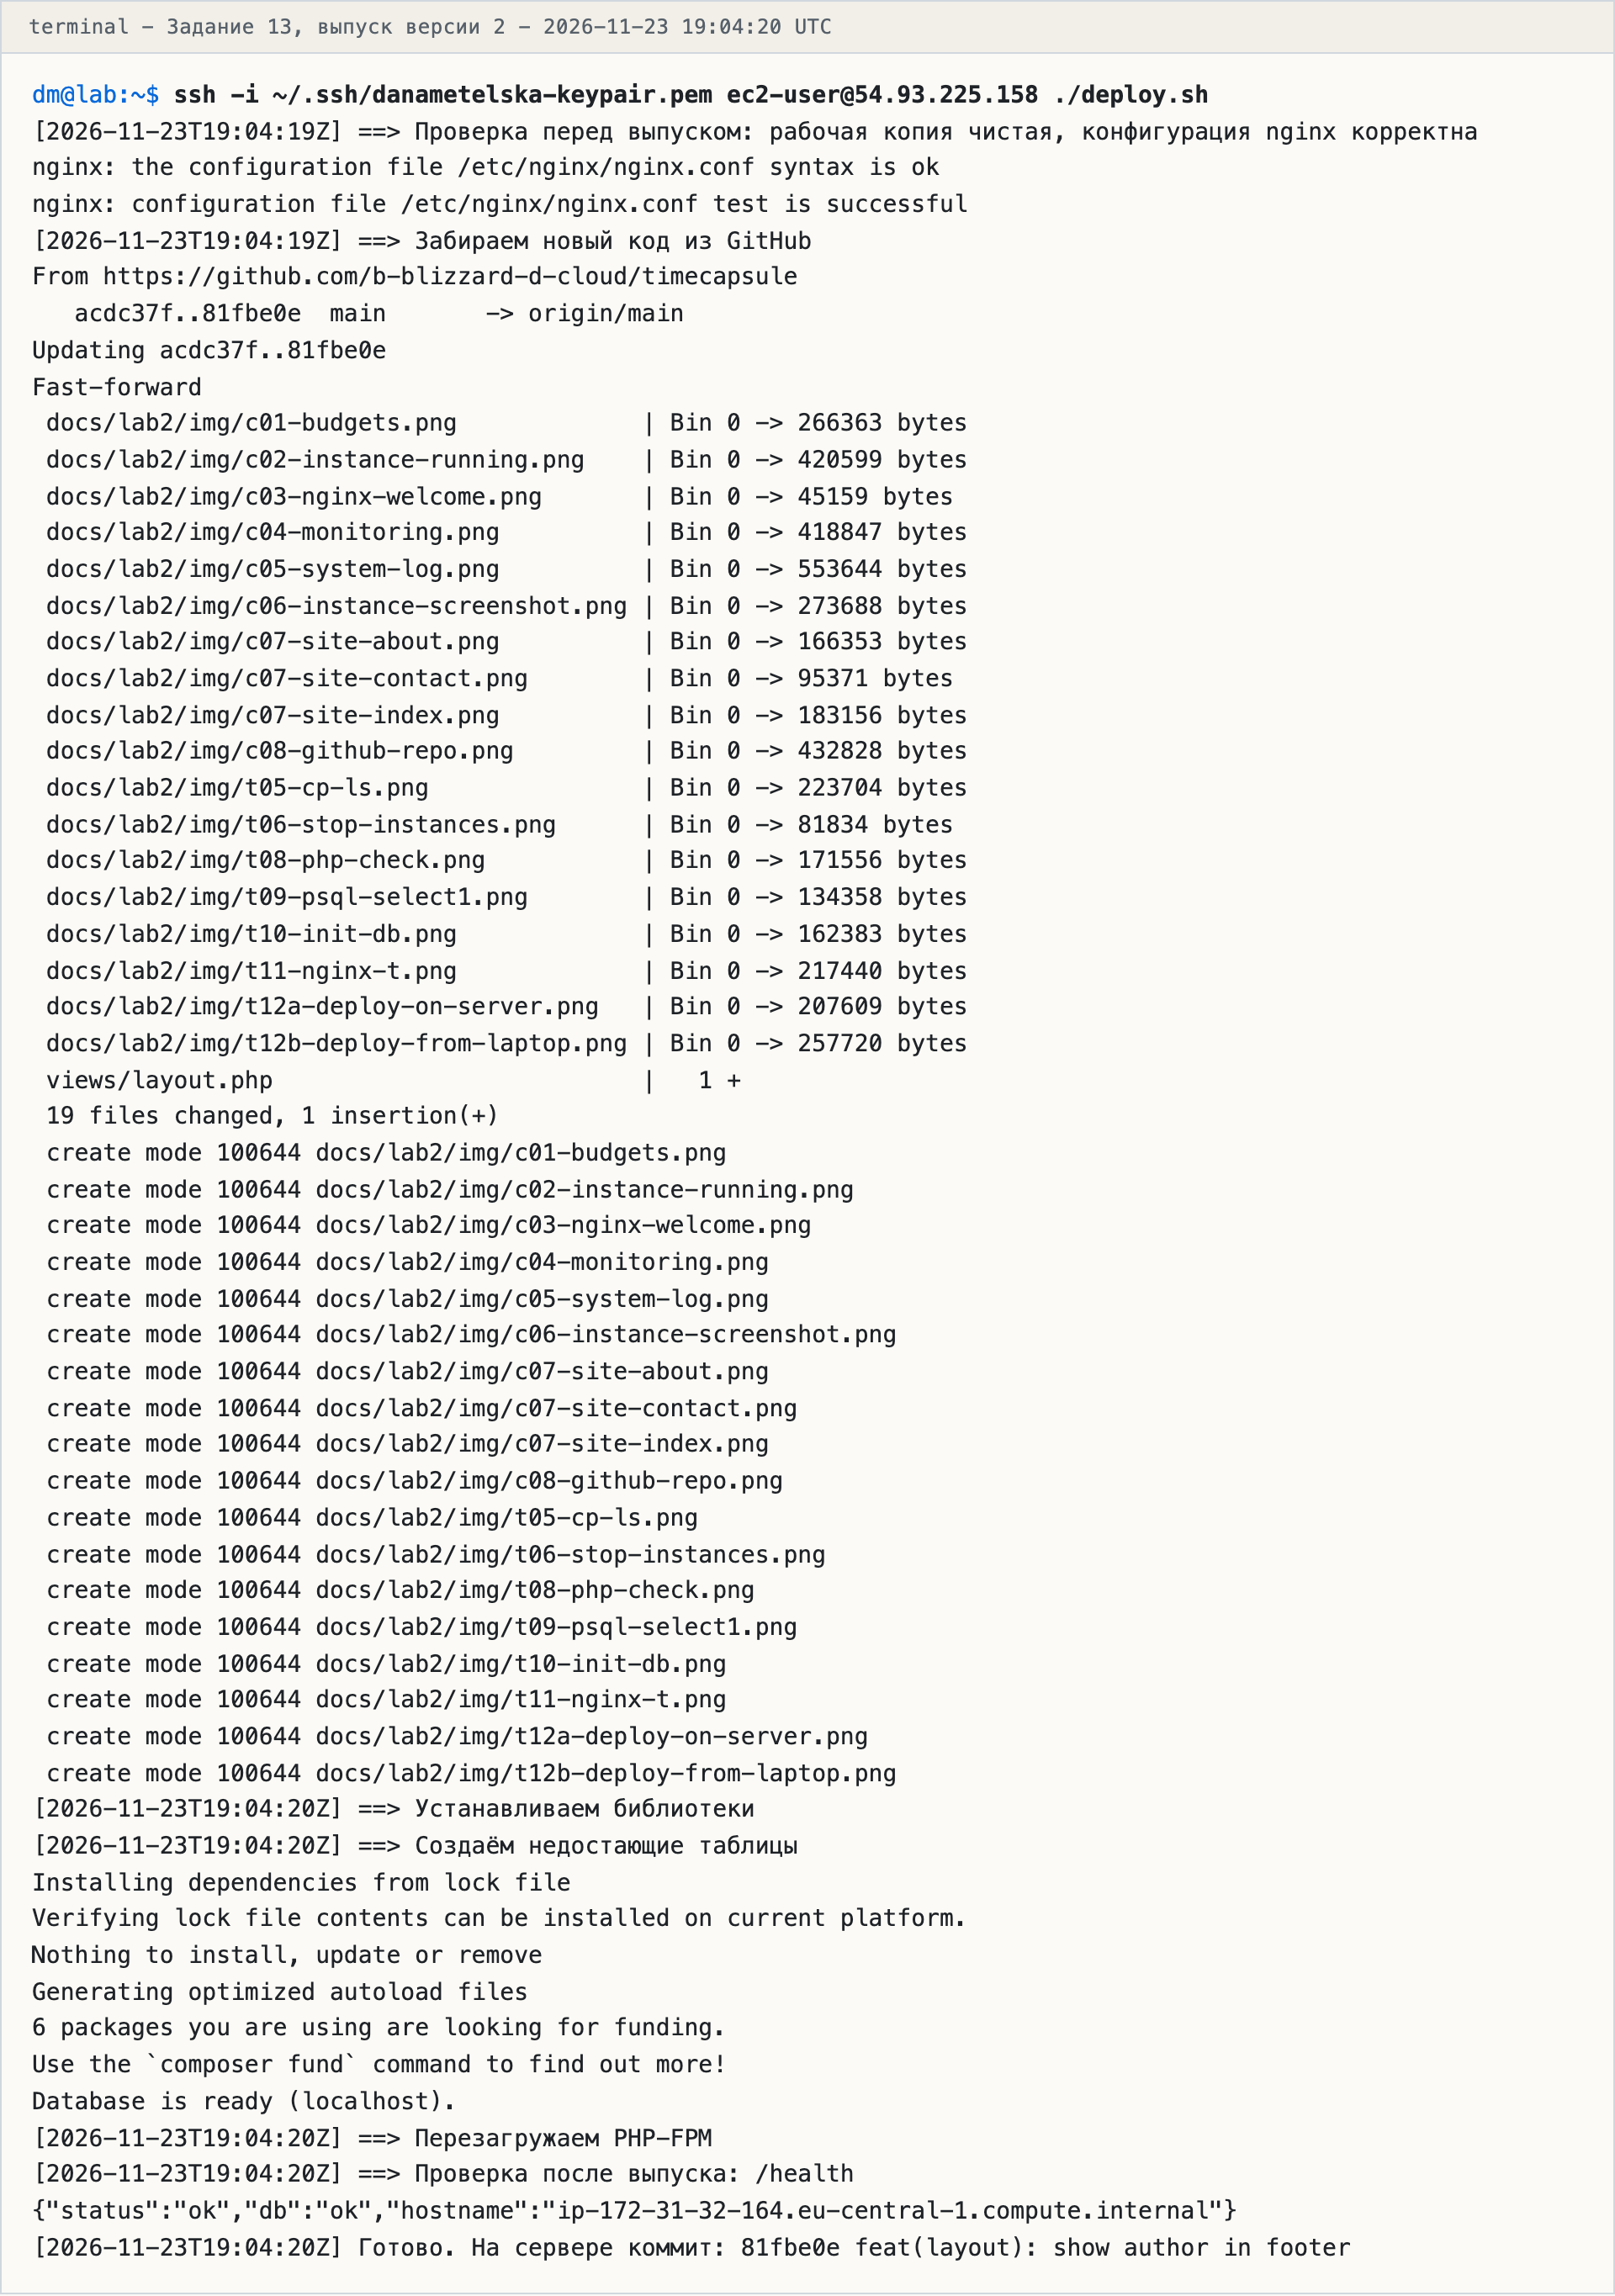 terminal — Задание 13, выпуск версии 2 — 2026-11-23 19:04:20 UTC
dm@lab:~$ ssh -i ~/.ssh/danametelska-keypair.pem ec2-user@54.93.225.158 ./deploy.sh
[2026-11-23T19:04:19Z] ==> Проверка перед выпуском: рабочая копия чистая, конфигурация nginx корректна
nginx: the configuration file /etc/nginx/nginx.conf syntax is ok
nginx: configuration file /etc/nginx/nginx.conf test is successful
[2026-11-23T19:04:19Z] ==> Забираем новый код из GitHub
From https://github.com/b-blizzard-d-cloud/timecapsule
   acdc37f..81fbe0e  main       -> origin/main
Updating acdc37f..81fbe0e
Fast-forward
 docs/lab2/img/c01-budgets.png             | Bin 0 -> 266363 bytes
 docs/lab2/img/c02-instance-running.png    | Bin 0 -> 420599 bytes
 docs/lab2/img/c03-nginx-welcome.png       | Bin 0 -> 45159 bytes
 docs/lab2/img/c04-monitoring.png          | Bin 0 -> 418847 bytes
 docs/lab2/img/c05-system-log.png          | Bin 0 -> 553644 bytes
 docs/lab2/img/c06-instance-screenshot.png | Bin 0 -> 273688 bytes
 docs/lab2/img/c07-site-about.png          | Bin 0 -> 166353 bytes
 docs/lab2/img/c07-site-contact.png        | Bin 0 -> 95371 bytes
 docs/lab2/img/c07-site-index.png          | Bin 0 -> 183156 bytes
 docs/lab2/img/c08-github-repo.png         | Bin 0 -> 432828 bytes
 docs/lab2/img/t05-cp-ls.png               | Bin 0 -> 223704 bytes
 docs/lab2/img/t06-stop-instances.png      | Bin 0 -> 81834 bytes
 docs/lab2/img/t08-php-check.png           | Bin 0 -> 171556 bytes
 docs/lab2/img/t09-psql-select1.png        | Bin 0 -> 134358 bytes
 docs/lab2/img/t10-init-db.png             | Bin 0 -> 162383 bytes
 docs/lab2/img/t11-nginx-t.png             | Bin 0 -> 217440 bytes
 docs/lab2/img/t12a-deploy-on-server.png   | Bin 0 -> 207609 bytes
 docs/lab2/img/t12b-deploy-from-laptop.png | Bin 0 -> 257720 bytes
 views/layout.php                          |   1 +
 19 files changed, 1 insertion(+)
 create mode 100644 docs/lab2/img/c01-budgets.png
 create mode 100644 docs/lab2/img/c02-instance-running.png
 create mode 100644 docs/lab2/img/c03-nginx-welcome.png
 create mode 100644 docs/lab2/img/c04-monitoring.png
 create mode 100644 docs/lab2/img/c05-system-log.png
 create mode 100644 docs/lab2/img/c06-instance-screenshot.png
 create mode 100644 docs/lab2/img/c07-site-about.png
 create mode 100644 docs/lab2/img/c07-site-contact.png
 create mode 100644 docs/lab2/img/c07-site-index.png
 create mode 100644 docs/lab2/img/c08-github-repo.png
 create mode 100644 docs/lab2/img/t05-cp-ls.png
 create mode 100644 docs/lab2/img/t06-stop-instances.png
 create mode 100644 docs/lab2/img/t08-php-check.png
 create mode 100644 docs/lab2/img/t09-psql-select1.png
 create mode 100644 docs/lab2/img/t10-init-db.png
 create mode 100644 docs/lab2/img/t11-nginx-t.png
 create mode 100644 docs/lab2/img/t12a-deploy-on-server.png
 create mode 100644 docs/lab2/img/t12b-deploy-from-laptop.png
[2026-11-23T19:04:20Z] ==> Устанавливаем библиотеки
[2026-11-23T19:04:20Z] ==> Создаём недостающие таблицы
Installing dependencies from lock file
Verifying lock file contents can be installed on current platform.
Nothing to install, update or remove
Generating optimized autoload files
6 packages you are using are looking for funding.
Use the `composer fund` command to find out more!
Database is ready (localhost).
[2026-11-23T19:04:20Z] ==> Перезагружаем PHP-FPM
[2026-11-23T19:04:20Z] ==> Проверка после выпуска: /health
{"status":"ok","db":"ok","hostname":"ip-172-31-32-164.eu-central-1.compute.internal"}
[2026-11-23T19:04:20Z] Готово. На сервере коммит: 81fbe0e feat(layout): show author in footer